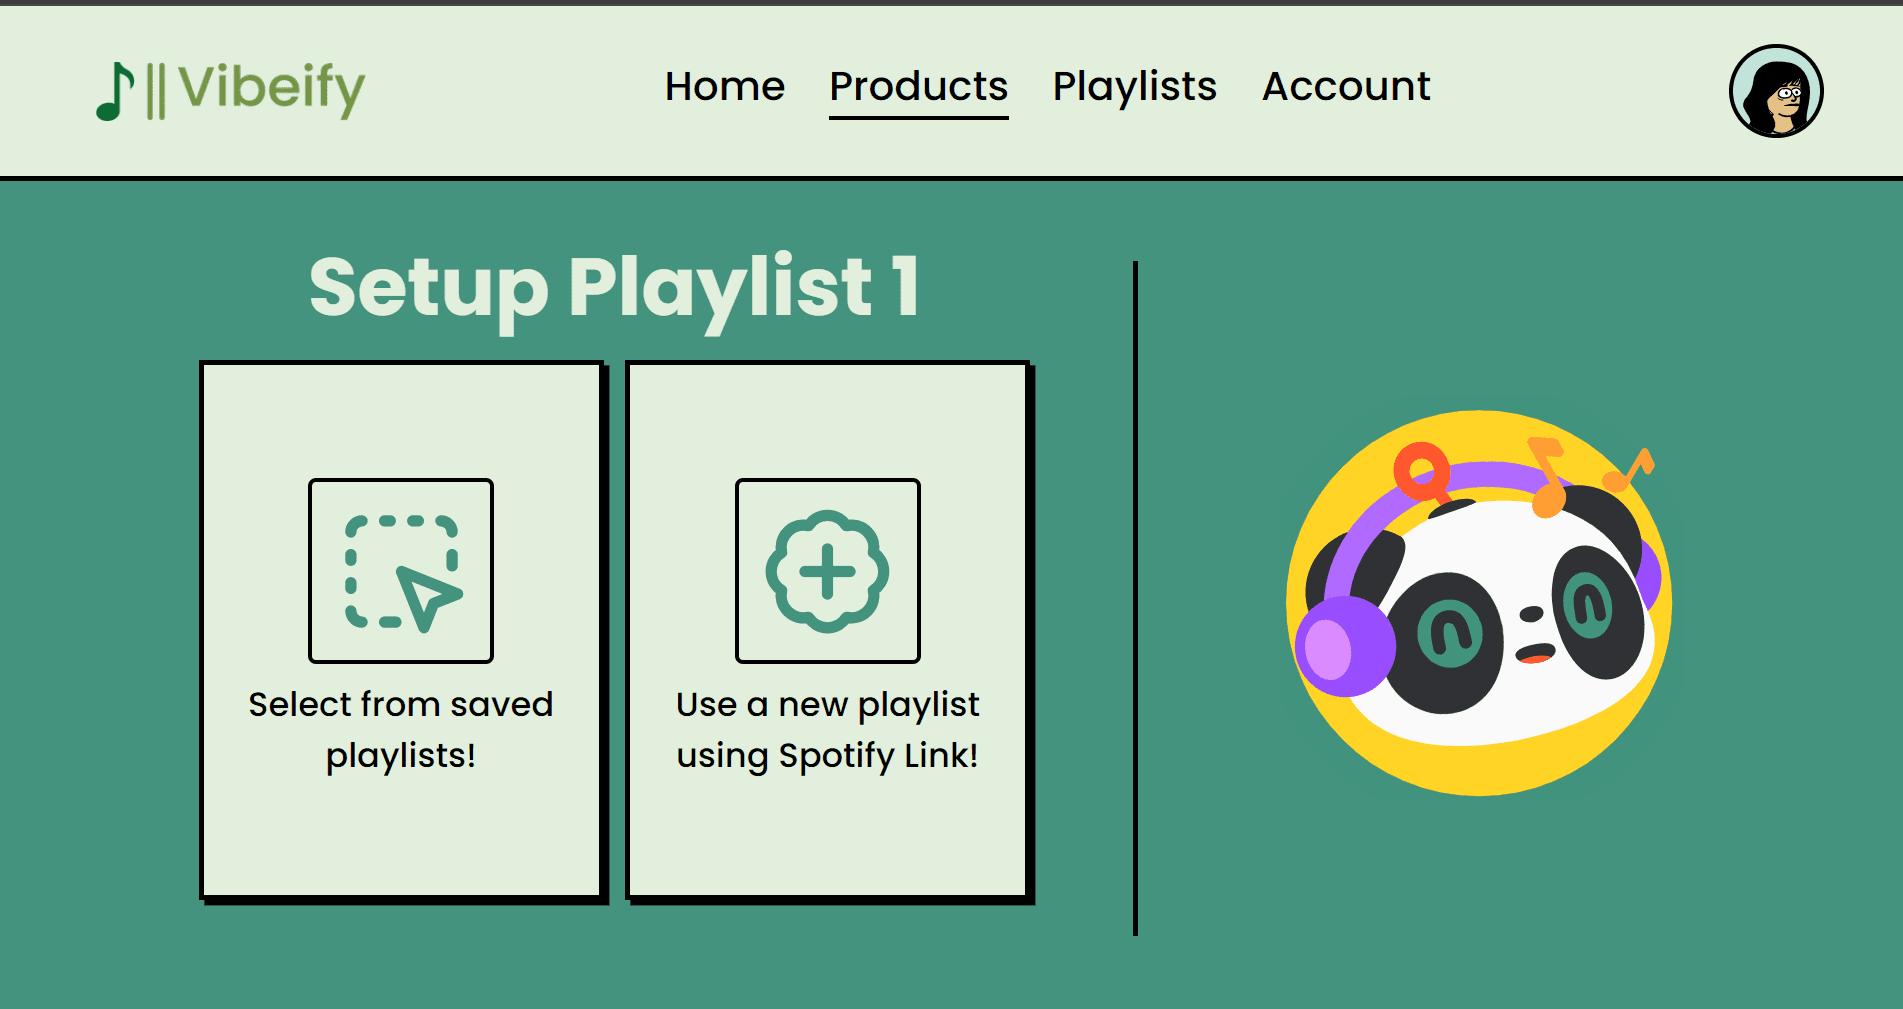 Vibeify
Home Products Playlists Account
Setup Playlist 1
Select from saved
playlists!
Use a new playlist
using Spotify Link!